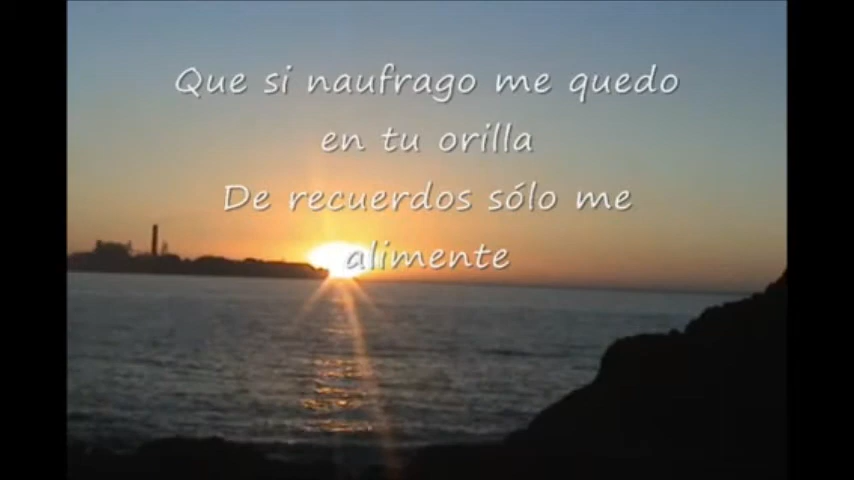 Que si naufrago me quedo
en tu orilla
De recuerdos sólo me
alimente